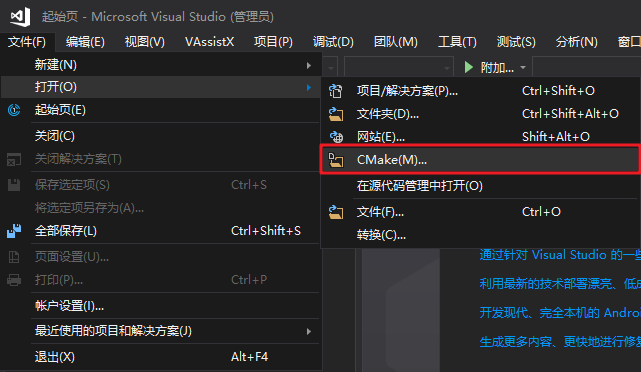 起始页 - Microsoft Visual Studio (管理员)
文件(F) 编辑(E) 视图(V) VAssistX 项目(P) 调试(D) 团队(M) 工具(T) 测试(S) 分析(N) 窗口
新建(N)
附加...
打开(O)
项目/解决方案(P)... Ctrl+Shift+O
起始页(E)
文件夹(D)... Ctrl+Shift+Alt+O
关闭(C)
网站(E)... Shift+Alt+O
关闭解决方案(T)
CMake(M)...
保存选定项(S) Ctrl+S
在源代码管理中打开(O)
将选定项另存为(A)...
文件(F)... Ctrl+O
全部保存(L) Ctrl+Shift+S
转换(C)...
页面设置(U)...
通过针对 Visual Studio 的一些
打印(P)... Ctrl+P
利用最新的技术部署漂亮、低成
帐户设置(I)...
开发现代、完全本机的 Android
最近使用的项目和解决方案(J)
生成更多内容、更快地进行修复
退出(X) Alt+F4